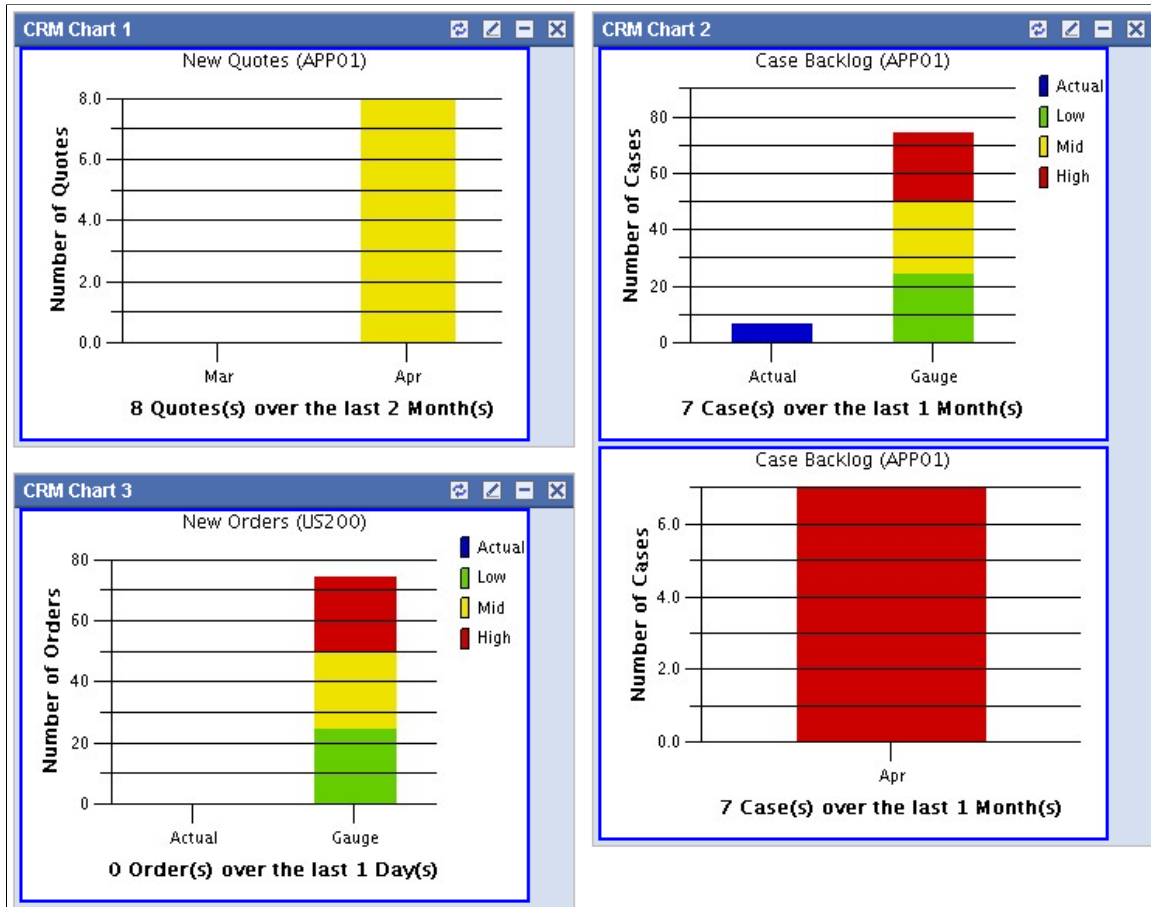 CRM Chart 1
New Quotes (APP01)
Number of Quotes
8.0
6.0
4.0
2.0
0.0
Mar
Apr
8 Quotes(s) over the last 2 Month(s)
CRM Chart 2
Case Backlog (APP01)
Actual
Low
Mid
High
Number of Cases
80
60
40
20
0
Actual
Gauge
7 Case(s) over the last 1 Month(s)
Case Backlog (APP01)
Number of Cases
6.0
4.0
2.0
0.0
Apr
7 Case(s) over the last 1 Month(s)
CRM Chart 3
New Orders (US200)
Actual
Low
Mid
High
Number of Orders
80
60
40
20
0
Actual
Gauge
0 Order(s) over the last 1 Day(s)